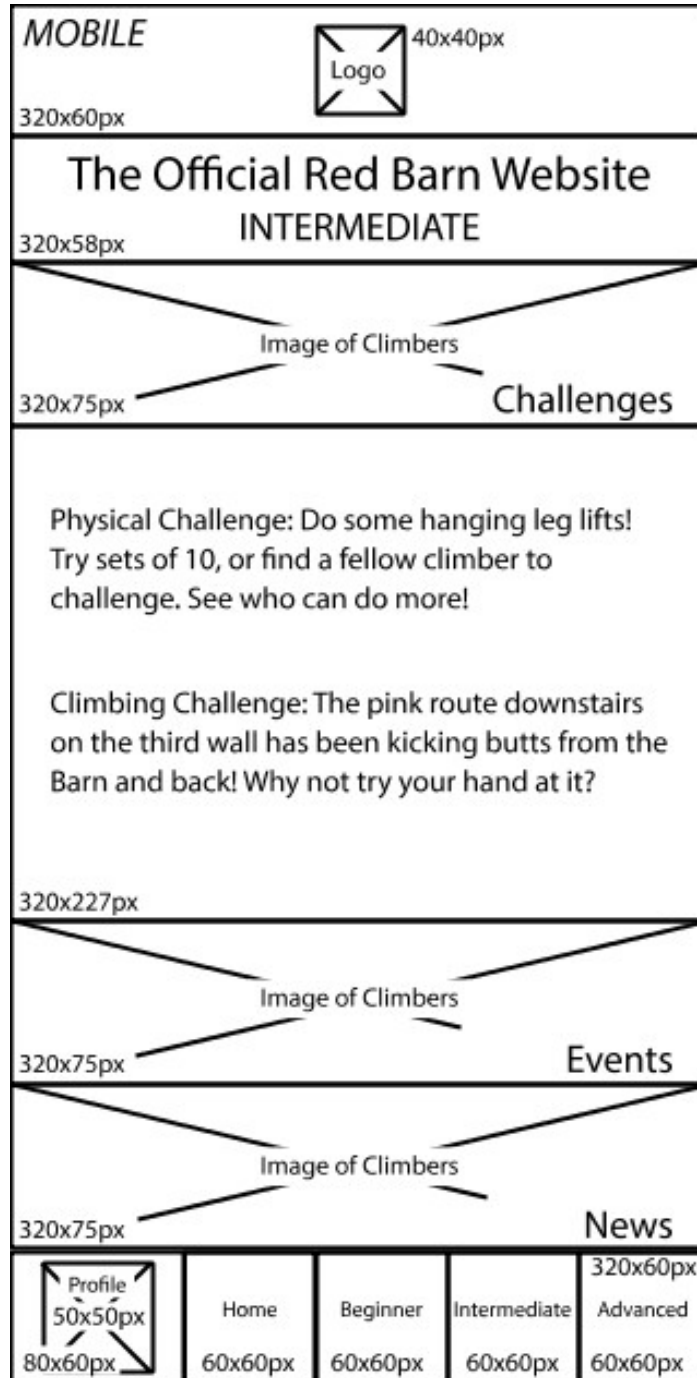 MOBILE
40x40px
Logo
320x60px
The Official Red Barn Website
INTERMEDIATE
320x58px
Image of Climbers
320x75px
Challenges
Physical Challenge: Do some hanging leg lifts!
Try sets of 10, or find a fellow climber to
challenge. See who can do more!
Climbing Challenge: The pink route downstairs
on the third wall has been kicking butts from the
Barn and back! Why not try your hand at it?
320x227px
Image of Climbers
320x75px
Events
Image of Climbers
320x75px
News
320x60px
Profile
50x50px
80x60px
Home
60x60px
Beginner
60x60px
Intermediate
60x60px
Advanced
60x60px